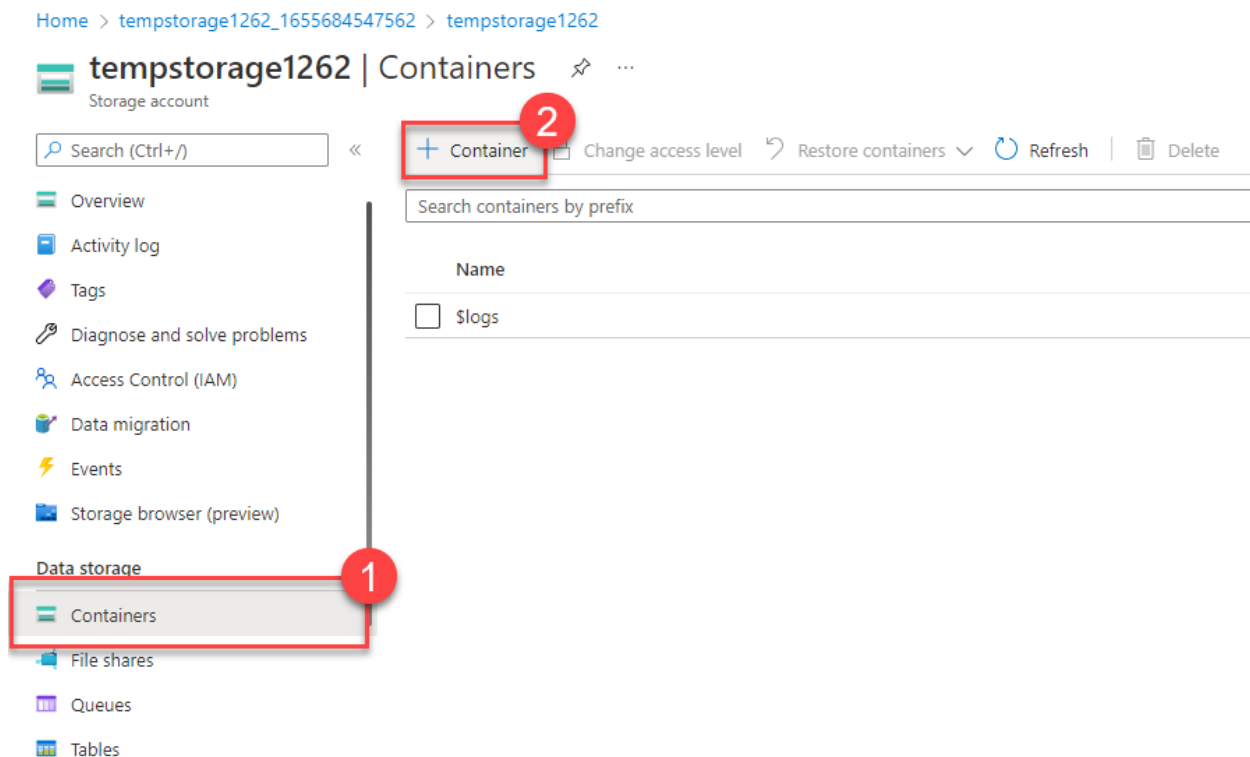 Home > tempstorage1262_1655684547562 > tempstorage1262
tempstorage1262 | Containers ...
Storage account
Search (Ctrl+/) «
Overview
Activity log
Tags
Diagnose and solve problems
Access Control (IAM)
Data migration
Events
Storage browser (preview)
Data storage
1
Containers
File shares
Queues
Tables
2
+ Container Change access level Restore containers Refresh | Delete
Search containers by prefix
Name
$logs